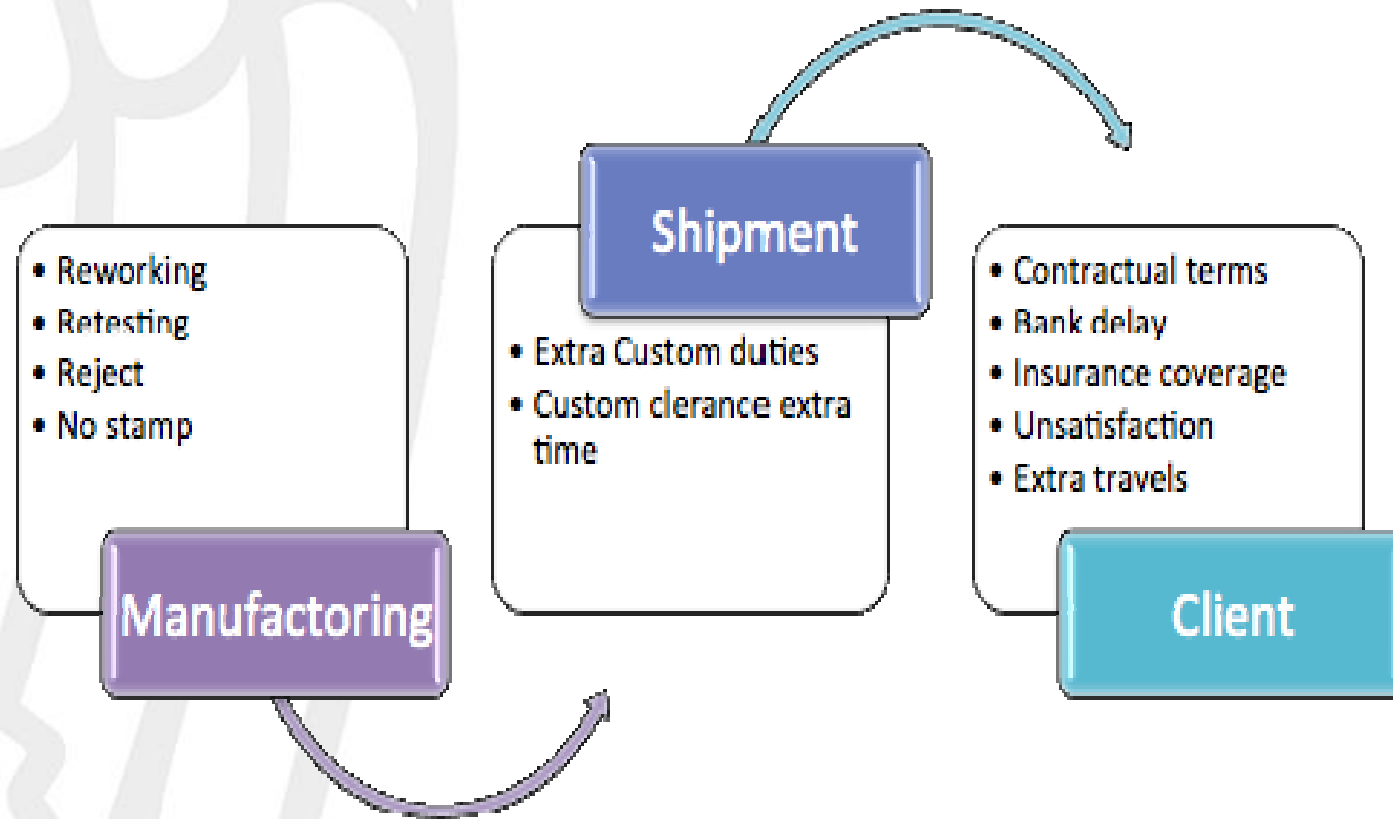 • Reworking
• Retesting
• Reject
• No stamp
Manufactoring
Shipment
• Extra Custom duties
• Custom clerance extra
time
• Contractual terms
• Bank delay
• Insurance coverage
• Unsatisfaction
• Extra travels
Client